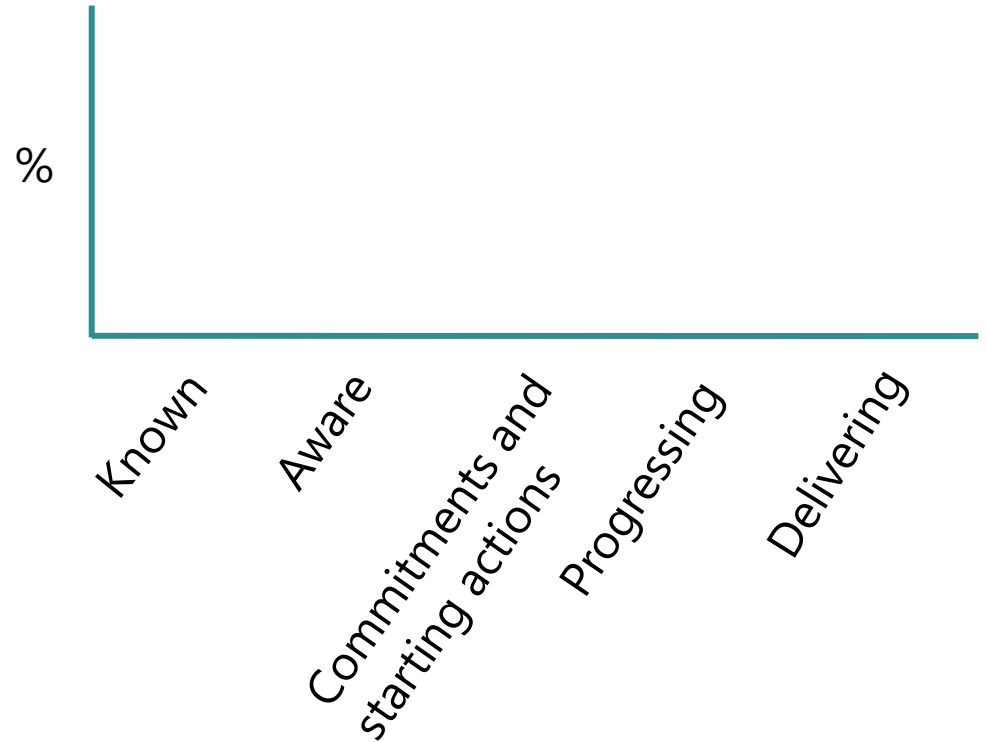 %
Known
Aware
Commitments and
starting actions
Progressing
Delivering